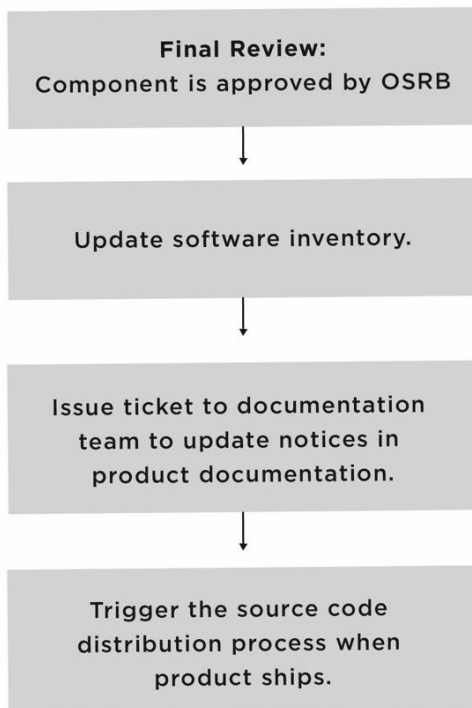 Final Review:
Component is approved by OSRB
Update software inventory.
Issue ticket to documentation
team to update notices in
product documentation.
Trigger the source code
distribution process when
product ships.